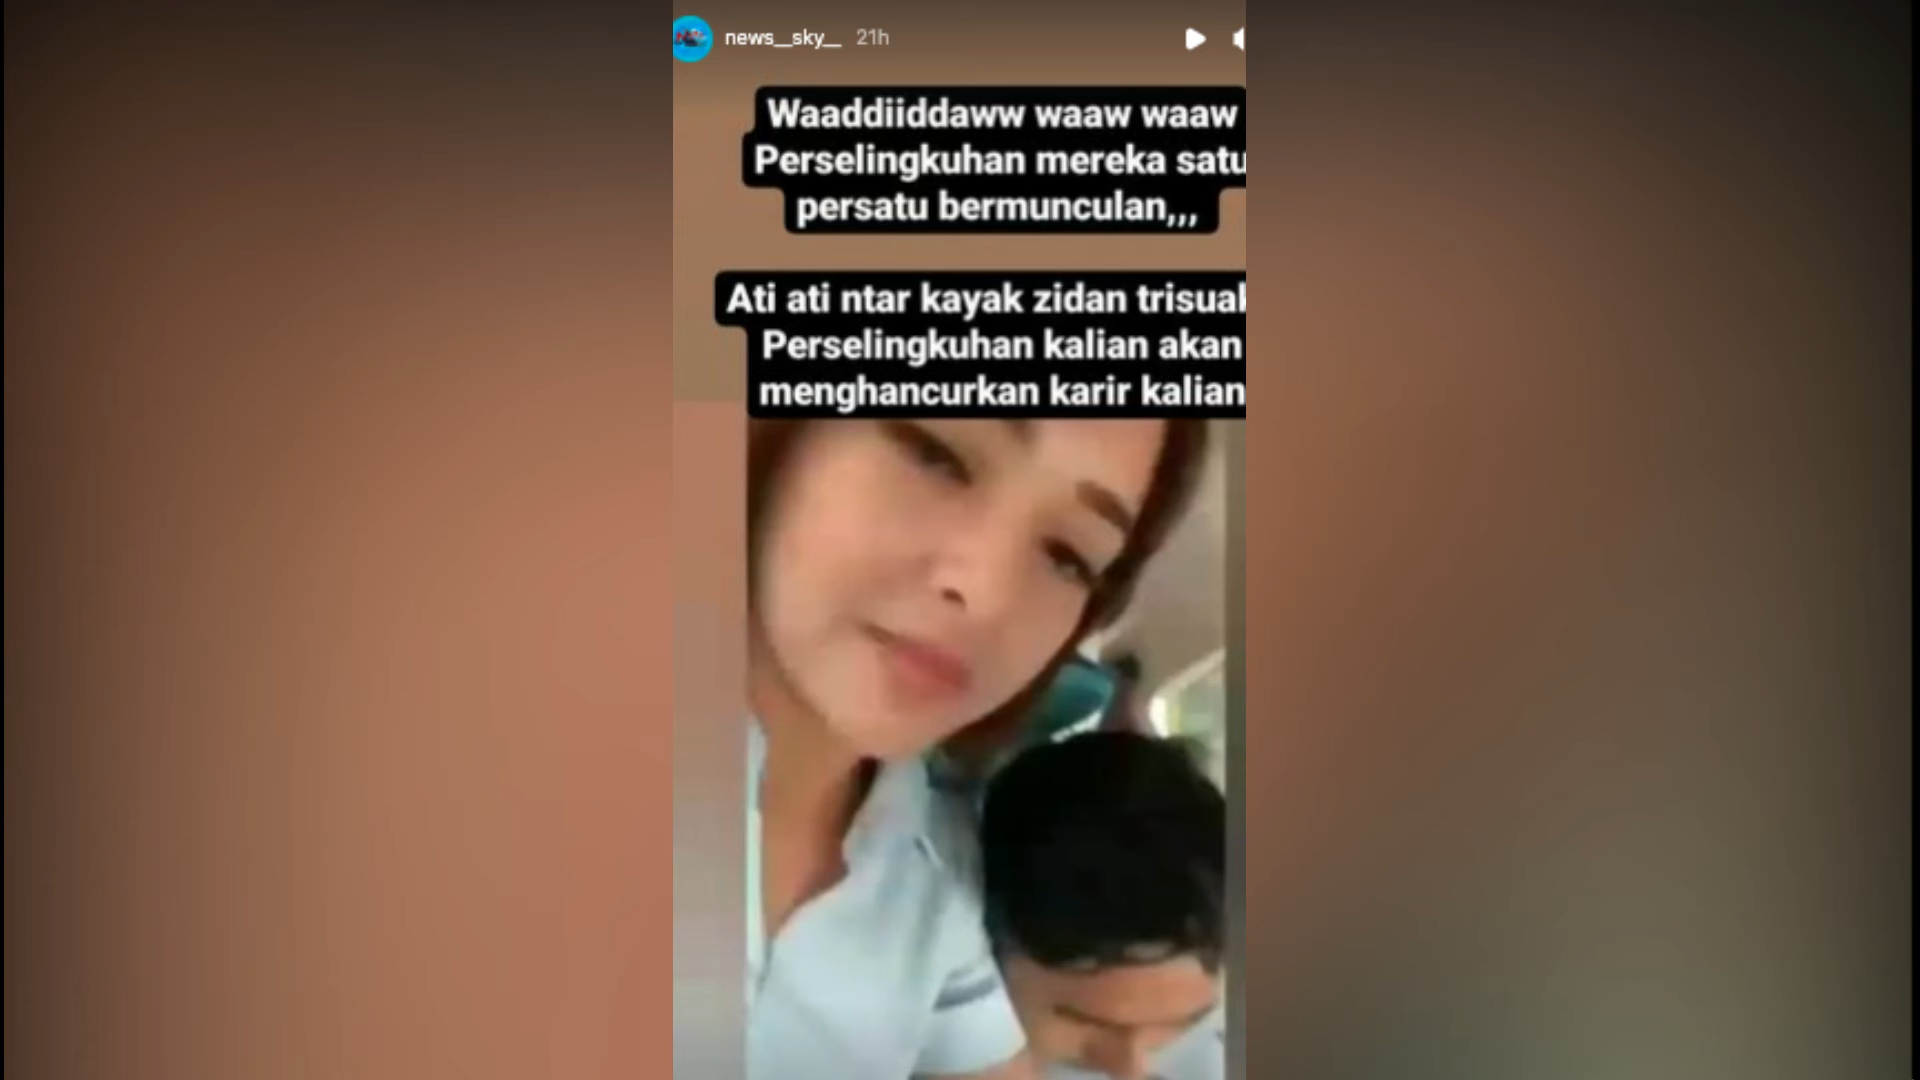 news__sky__ 21h
Waaddiiddaww waaw waaw
Perselingkuhan mereka satu
persatu bermunculan,,,
Ati ati ntar kayak zidan trisual
Perselingkuhan kalian akan
menghancurkan karir kalian